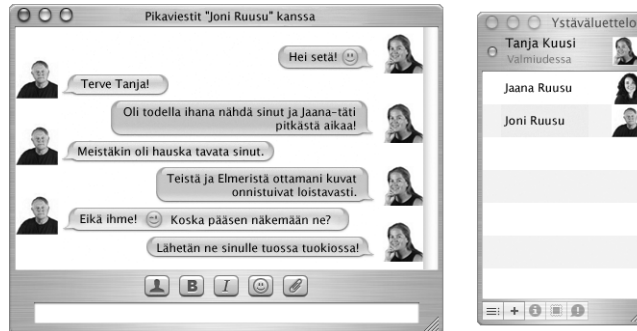 Pikaviestit "Joni Ruusu" kanssa
Hei setä!
Terve Tanja!
Oli todella ihana nähdä sinut ja Jaana-täti
pitkästä aikaa!
Meistäkin oli hauska tavata sinut.
Teistä ja Elmeristä ottamani kuvat
onnistuivat loistavasti.
Eikä ihme! Koska pääsen näkemään ne?
Lähetän ne sinulle tuossa tuokiossa!
B I
Ystäväluettelo
Tanja Kuusi
Valmiudessa
Jaana Ruusu
Joni Ruusu